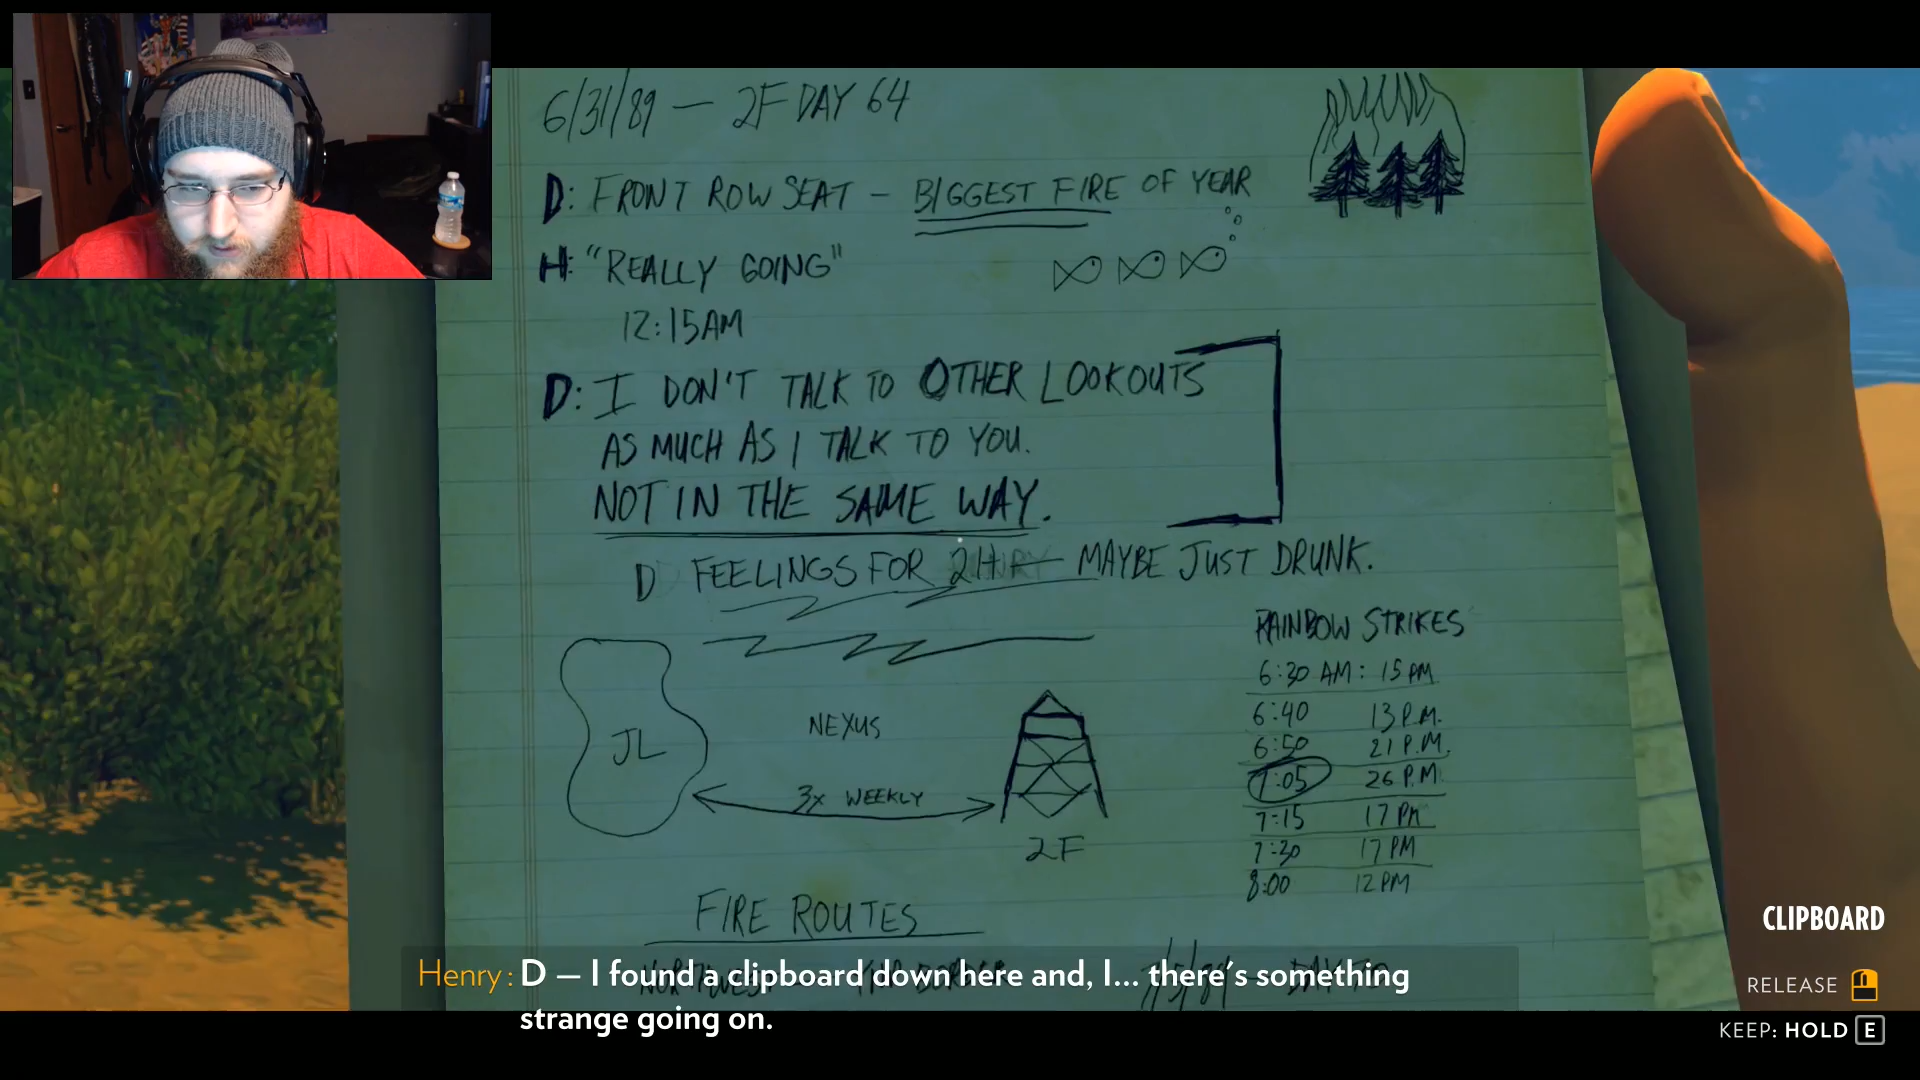 6/31/89 — 2F DAY 64
D: FRONT ROW SEAT — BIGGEST FIRE OF YEAR
H: "REALLY GOING"
12:15AM
D: I DON'T TALK TO OTHER LOOKOUTS
AS MUCH AS I TALK TO YOU.
NOT IN THE SAME WAY.
D FEELINGS FOR 2H — MAYBE JUST DRUNK.
RAINBOW STRIKES
6:30 AM: 15 PM
6:40 13 P.M.
6:50 21 P.M.
7:05 26 P.M
7:15 17 PM
7:30 17 PM
8:00 12 PM
JL
NEXUS
3x WEEKLY
2F
FIRE ROUTES
Henry: D — I found a clipboard down here and, I... there's something
strange going on.
CLIPBOARD
RELEASE
KEEP: HOLD E